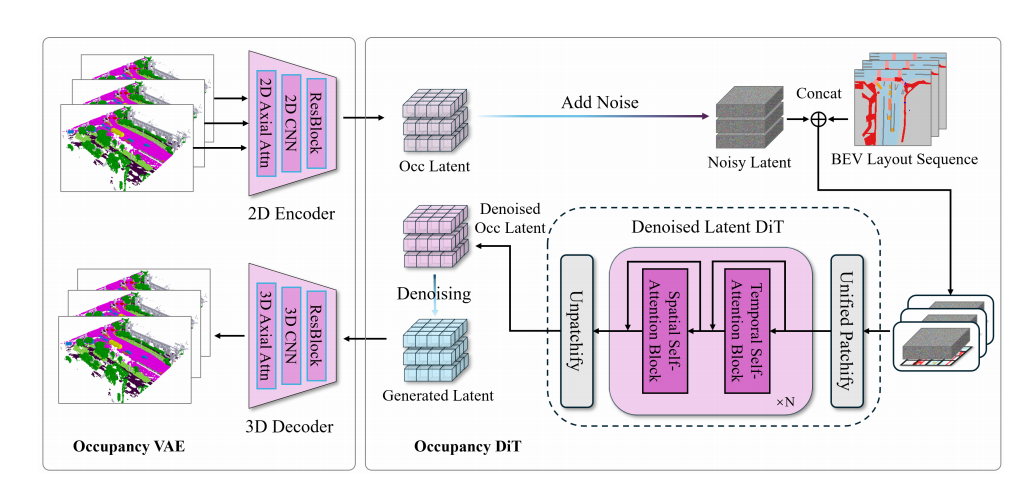 2D Axial Attn
2D CNN
ResBlock
2D Encoder
Occ Latent
Add Noise
Noisy Latent
Concat
BEV Layout Sequence
Denoised
Occ Latent
Denoising
Generated Latent
Denoised Latent DiT
Unpatchify
Spatial Self-
Attention Block
Temporal Self-
Attention Block
×N
Unified Patchify
3D Axial Attn
3D CNN
ResBlock
3D Decoder
Occupancy VAE
Occupancy DiT